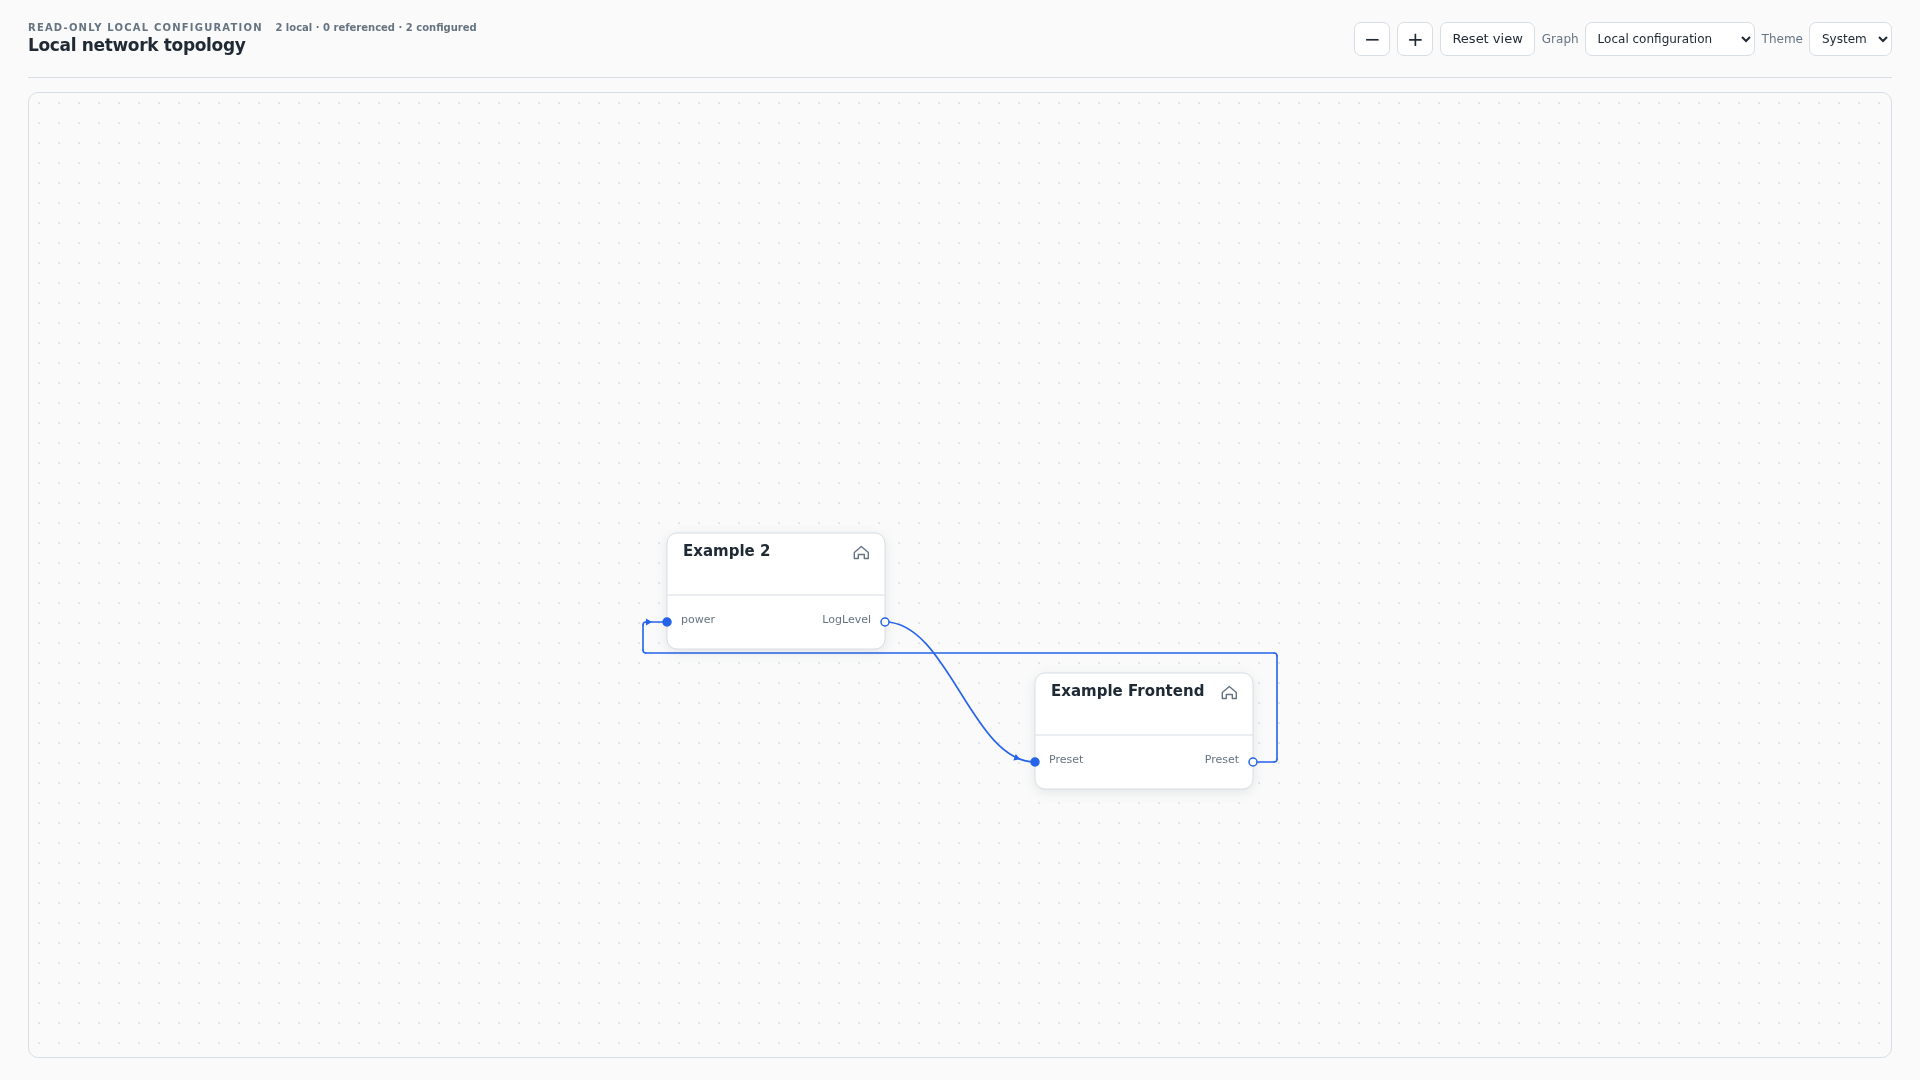 READ-ONLY LOCAL CONFIGURATION 2 local · 0 referenced · 2 configured
Local network topology
− + Reset view Graph Local configuration Theme System
Example 2
power LogLevel
Example Frontend
Preset Preset